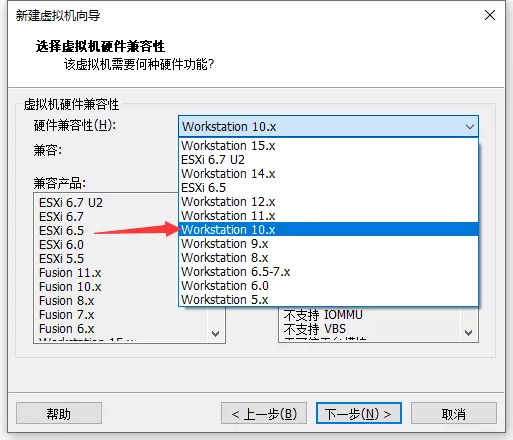 新建虚拟机向导
选择虚拟机硬件兼容性
该虚拟机需要何种硬件功能?
虚拟机硬件兼容性
硬件兼容性(H):
Workstation 10.x
Workstation 15.x
ESXi 6.7 U2
Workstation 14.x
ESXi 6.5
Workstation 12.x
Workstation 11.x
Workstation 10.x
Workstation 9.x
Workstation 8.x
Workstation 6.5-7.x
Workstation 6.0
Workstation 5.x
兼容:
兼容产品:
ESXi 6.7 U2
ESXi 6.7
ESXi 6.5
ESXi 6.0
ESXi 5.5
Fusion 11.x
Fusion 10.x
Fusion 8.x
Fusion 7.x
Fusion 6.x
Workstation 15.x
不支持 IOMMU
不支持 VBS
帮助
< 上一步(B)
下一步(N) >
取消